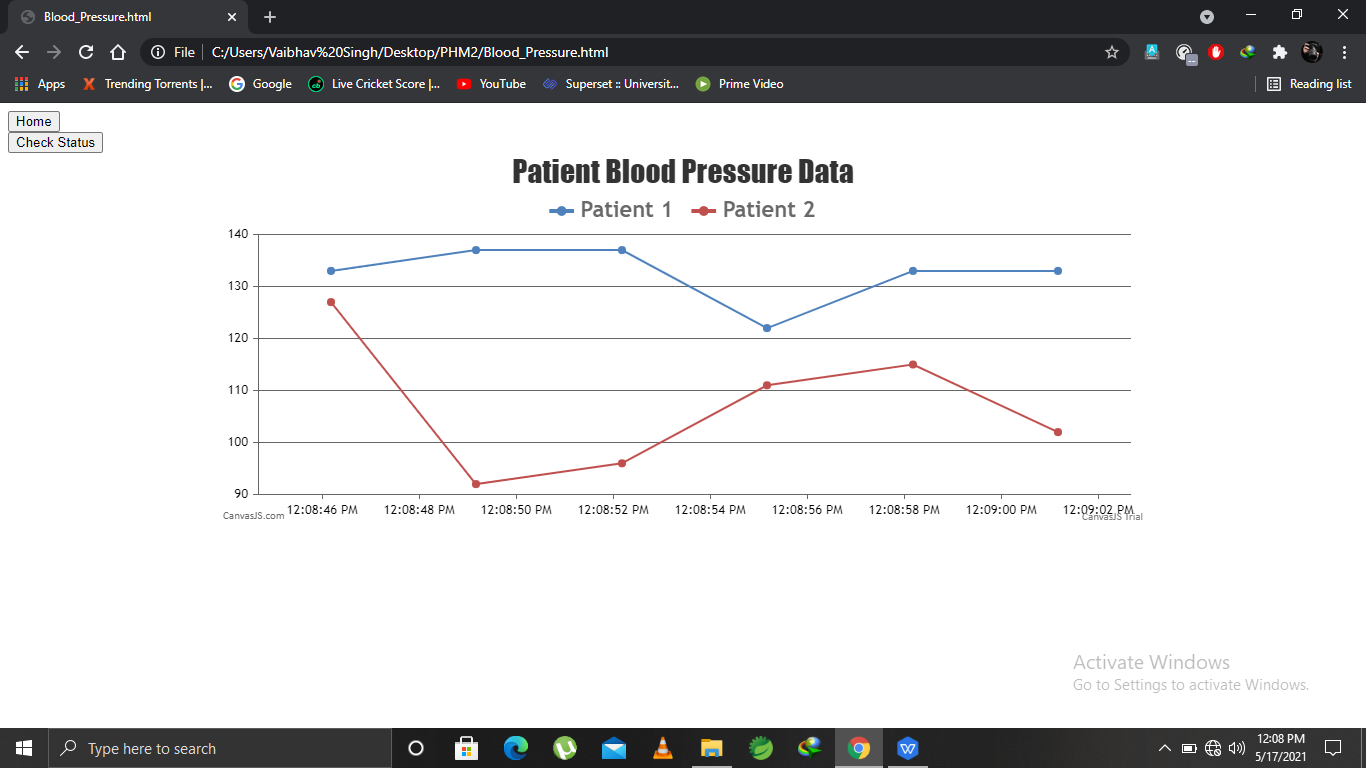 Blood_Pressure.html
File C:/Users/Vaibhav%20Singh/Desktop/PHM2/Blood_Pressure.html
Apps Trending Torrents |... Google Live Cricket Score |... YouTube Superset :: Universit... Prime Video Reading list
Home
Check Status
Patient Blood Pressure Data
Patient 1 Patient 2
140
130
120
110
100
90
12:08:46 PM 12:08:48 PM 12:08:50 PM 12:08:52 PM 12:08:54 PM 12:08:56 PM 12:08:58 PM 12:09:00 PM 12:09:02 PM
CanvasJS.com CanvasJS Trial
Activate Windows
Go to Settings to activate Windows.
Type here to search
12:08 PM
5/17/2021